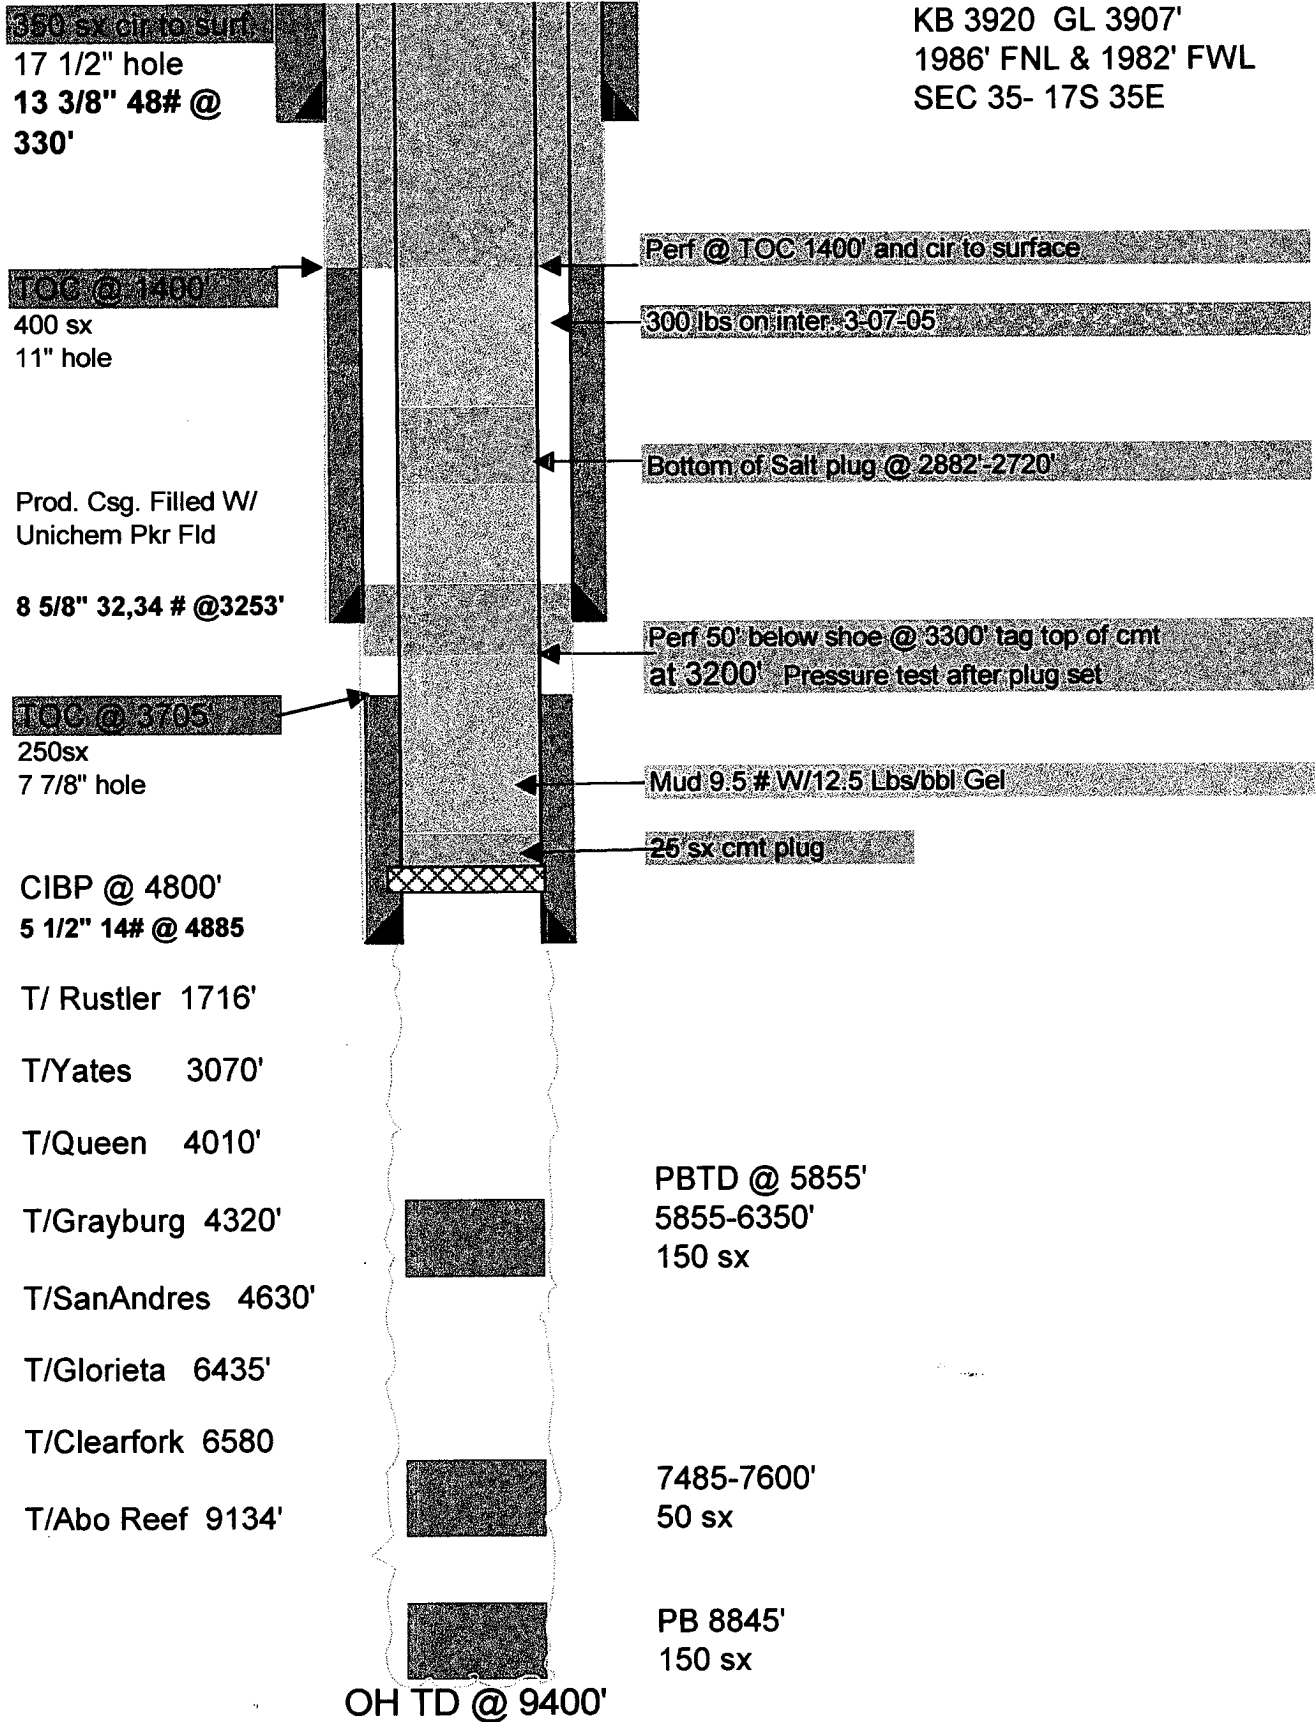 350 sx cir to surf.
17 1/2" hole
13 3/8" 48# @
330'
KB 3920 GL 3907'
1986' FNL & 1982' FWL
SEC 35- 17S 35E
Perf @ TOC 1400' and cir to surface
TOC @ 1400'
400 sx
11" hole
300 lbs on inter. 3-07-05
Bottom of Salt plug @ 2882'-2720'
Prod. Csg. Filled W/
Unichem Pkr Fld
8 5/8" 32,34 # @3253'
Perf 50' below shoe @ 3300' tag top of cmt
at 3200' Pressure test after plug set
TOC @ 3705'
250sx
7 7/8" hole
Mud 9.5 # W/12.5 Lbs/bbl Gel
25 sx cmt plug
CIBP @ 4800'
5 1/2" 14# @ 4885
T/ Rustler 1716'
T/Yates 3070'
T/Queen 4010'
T/Grayburg 4320'
T/SanAndres 4630'
T/Glorieta 6435'
T/Clearfork 6580
T/Abo Reef 9134'
PBTD @ 5855'
5855-6350'
150 sx
7485-7600'
50 sx
PB 8845'
150 sx
OH TD @ 9400'